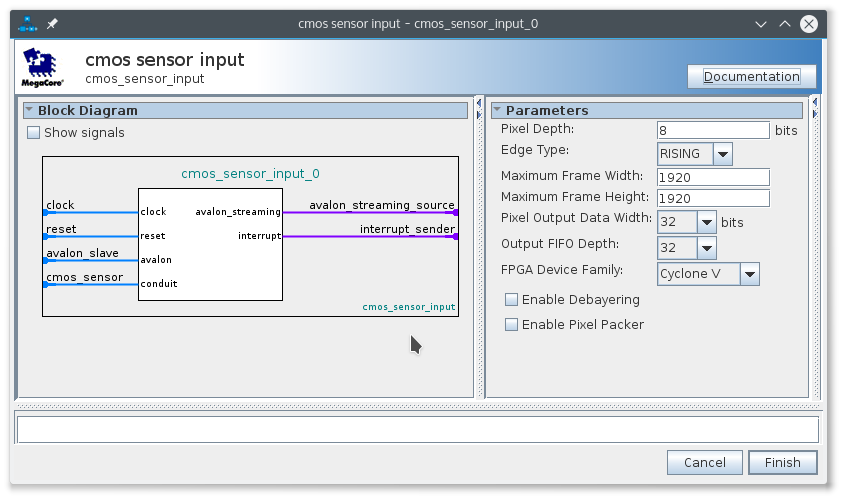 cmos sensor input – cmos_sensor_input_0
cmos sensor input
cmos_sensor_input
MegaCore®
Documentation
Block Diagram
Show signals
cmos_sensor_input_0
clock
reset
avalon_slave
cmos_sensor
clock
reset
avalon
conduit
avalon_streaming
interrupt
avalon_streaming_source
interrupt_sender
cmos_sensor_input
Parameters
Pixel Depth: 8 bits
Edge Type: RISING
Maximum Frame Width: 1920
Maximum Frame Height: 1920
Pixel Output Data Width: 32 bits
Output FIFO Depth: 32
FPGA Device Family: Cyclone V
Enable Debayering
Enable Pixel Packer
Cancel
Finish